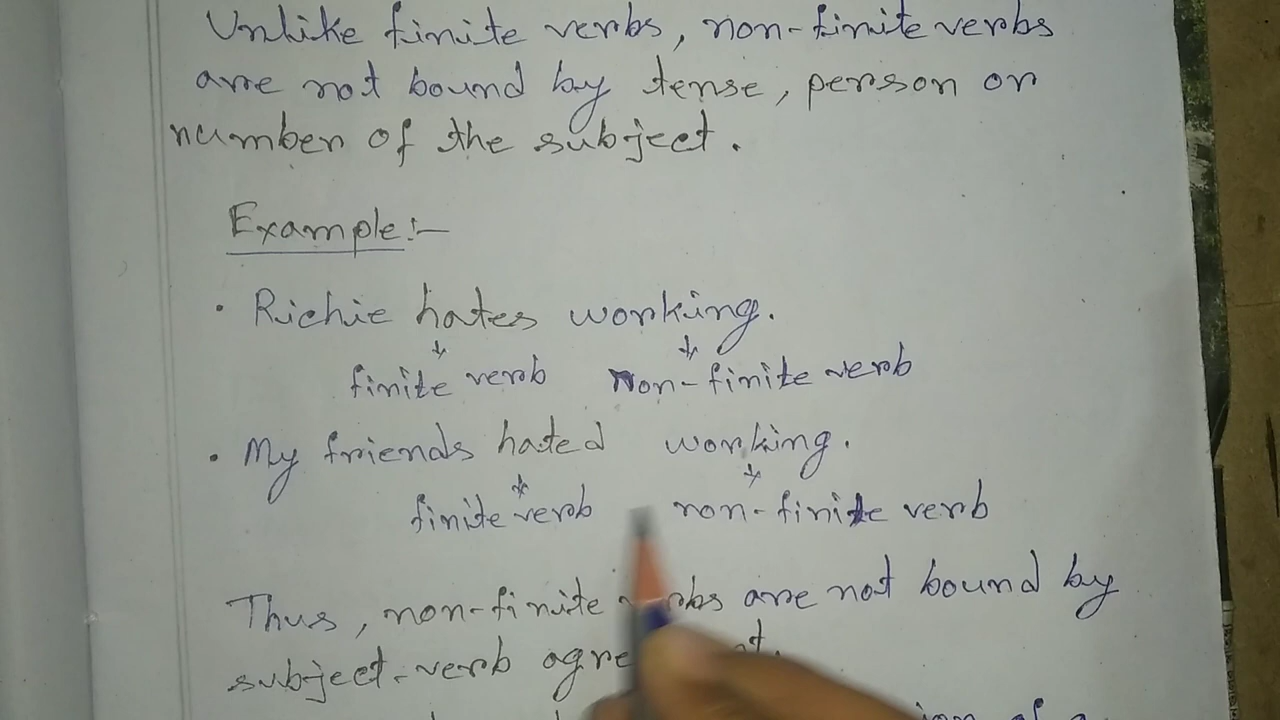 Unlike finite verbs, non-finite verbs
are not bound by tense, person or
number of the subject.
Example:-
• Richie hates working.
finite verb non-finite verb
• My friends hated working.
finite verb non-finite verb
Thus, non-finite verbs are not bound by
subject-verb